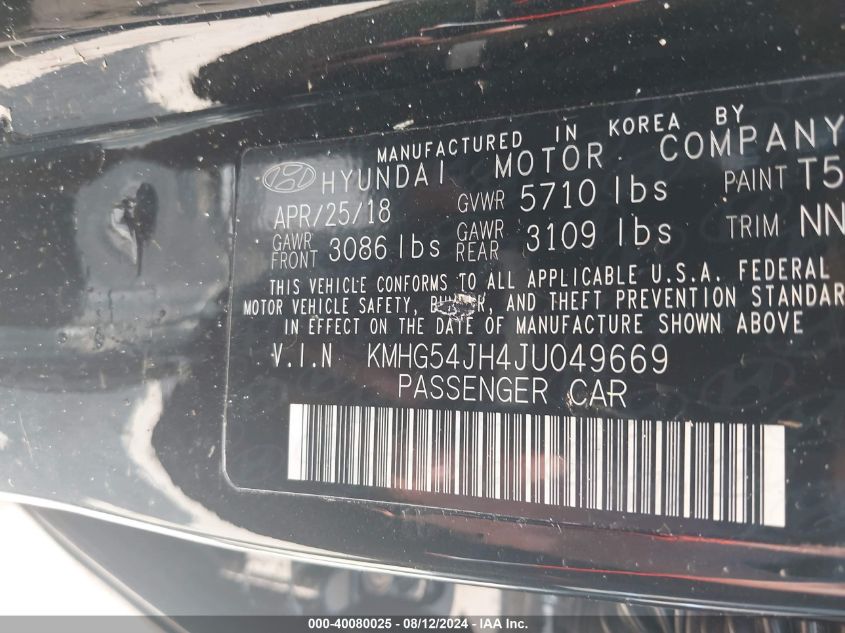 MANUFACTURED IN KOREA BY
HYUNDAI MOTOR COMPANY
APR/25/18 GVWR 5710 lbs PAINT T5
GAWR FRONT 3086 lbs GAWR REAR 3109 lbs TRIM NN
THIS VEHICLE CONFORMS TO ALL APPLICABLE U.S.A. FEDERAL
MOTOR VEHICLE SAFETY, AND THEFT PREVENTION STANDAR
IN EFFECT ON THE DATE OF MANUFACTURE SHOWN ABOVE
V.I.N KMHG54JH4JU049669
PASSENGER CAR
000-40080025 - 08/12/2024 - IAA Inc.